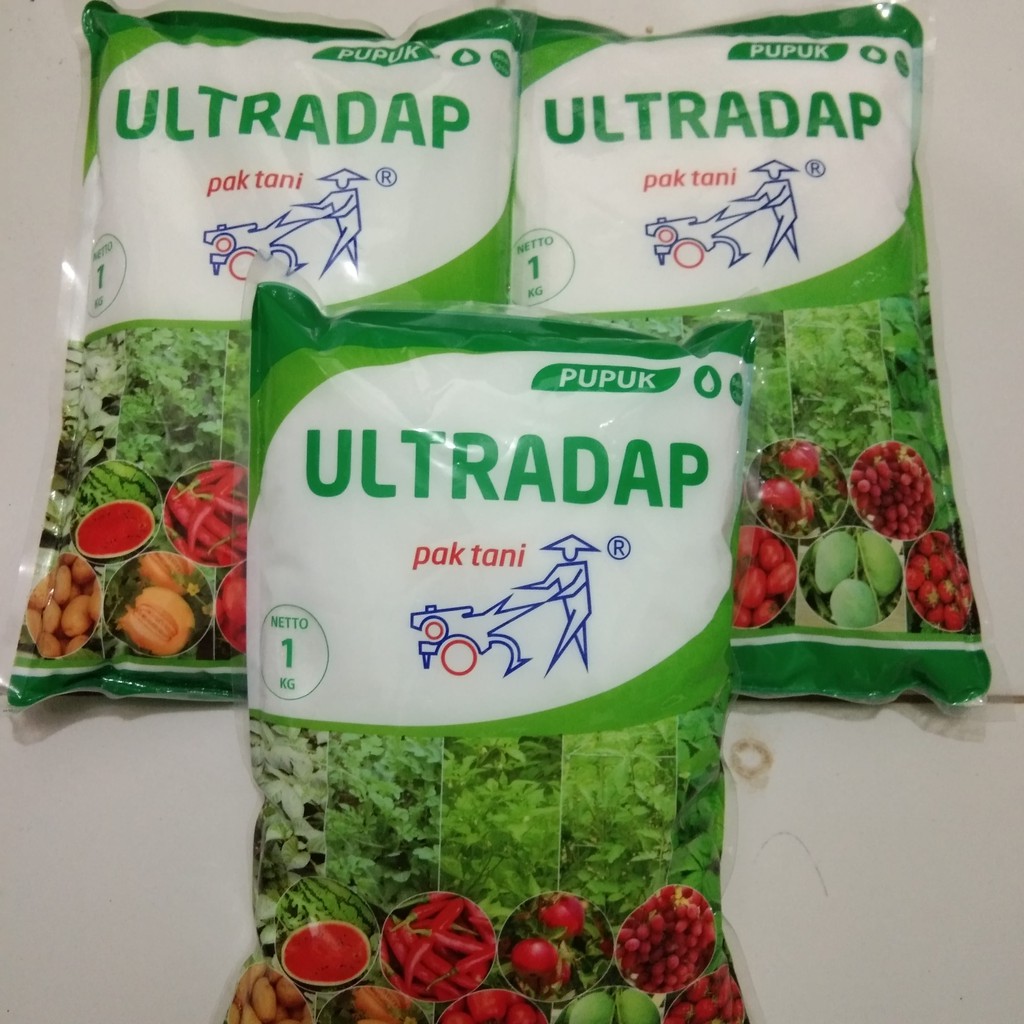 PUPUK
ULTRADAP
pak tani ®
NETTO
1
KG
PUPUK
ULTRADAP
pak tani ®
NETTO
1
KG
PUPUK
ULTRADAP
pak tani ®
NETTO
1
KG